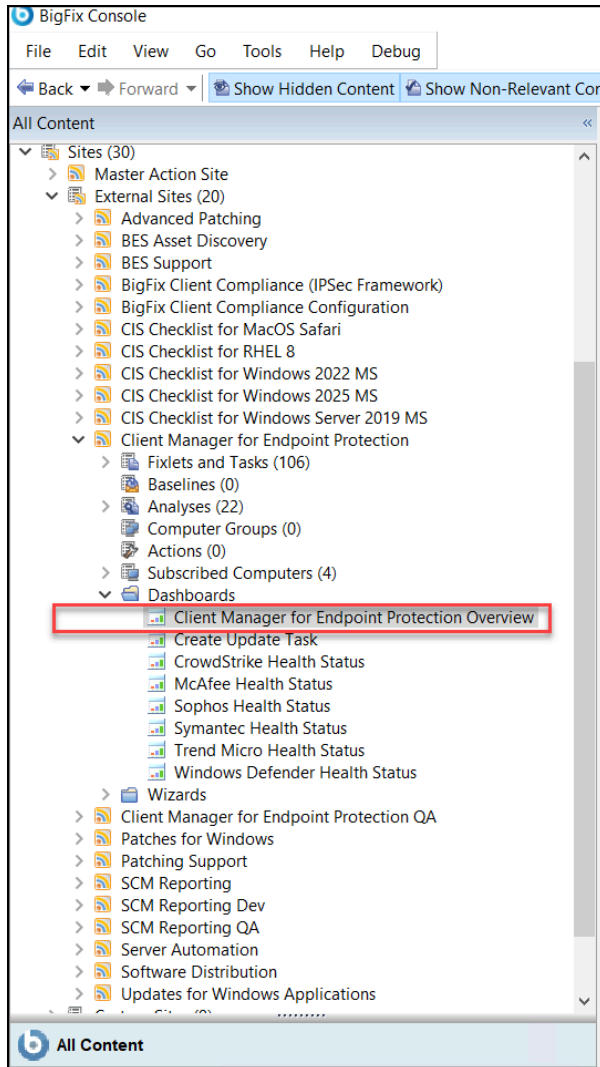 BigFix Console
File Edit View Go Tools Help Debug
Back Forward Show Hidden Content Show Non-Relevant Con
All Content
Sites (30)
Master Action Site
External Sites (20)
Advanced Patching
BES Asset Discovery
BES Support
BigFix Client Compliance (IPSec Framework)
BigFix Client Compliance Configuration
CIS Checklist for MacOS Safari
CIS Checklist for RHEL 8
CIS Checklist for Windows 2022 MS
CIS Checklist for Windows 2025 MS
CIS Checklist for Windows Server 2019 MS
Client Manager for Endpoint Protection
Fixlets and Tasks (106)
Baselines (0)
Analyses (22)
Computer Groups (0)
Actions (0)
Subscribed Computers (4)
Dashboards
Client Manager for Endpoint Protection Overview
Create Update Task
CrowdStrike Health Status
McAfee Health Status
Sophos Health Status
Symantec Health Status
Trend Micro Health Status
Windows Defender Health Status
Wizards
Client Manager for Endpoint Protection QA
Patches for Windows
Patching Support
SCM Reporting
SCM Reporting Dev
SCM Reporting QA
Server Automation
Software Distribution
Updates for Windows Applications
All Content